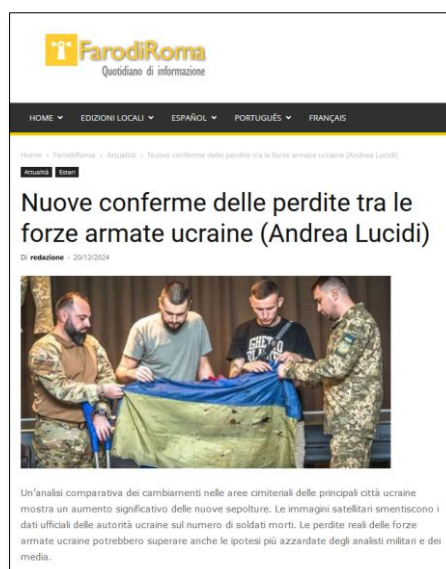 FarodiRoma
Quotidiano di informazione
HOME EDIZIONI LOCALI ESPAÑOL PORTUGUÊS FRANÇAIS
Home › FarodiRoma › Attualità › Nuove conferme delle perdite tra le forze armate ucraine (Andrea Lucidi)
Attualità Esteri
Nuove conferme delle perdite tra le
forze armate ucraine (Andrea Lucidi)
Di redazione - 20/12/2024
GHETTO
Un'analisi comparativa dei cambiamenti nelle aree cimiteriali delle principali città ucraine
mostra un aumento significativo delle nuove sepolture. Le immagini satellitari smentiscono i
dati ufficiali delle autorità ucraine sul numero di soldati morti. Le perdite reali delle forze
armate ucraine potrebbero superare anche le ipotesi più azzardate degli analisti militari e dei
media.